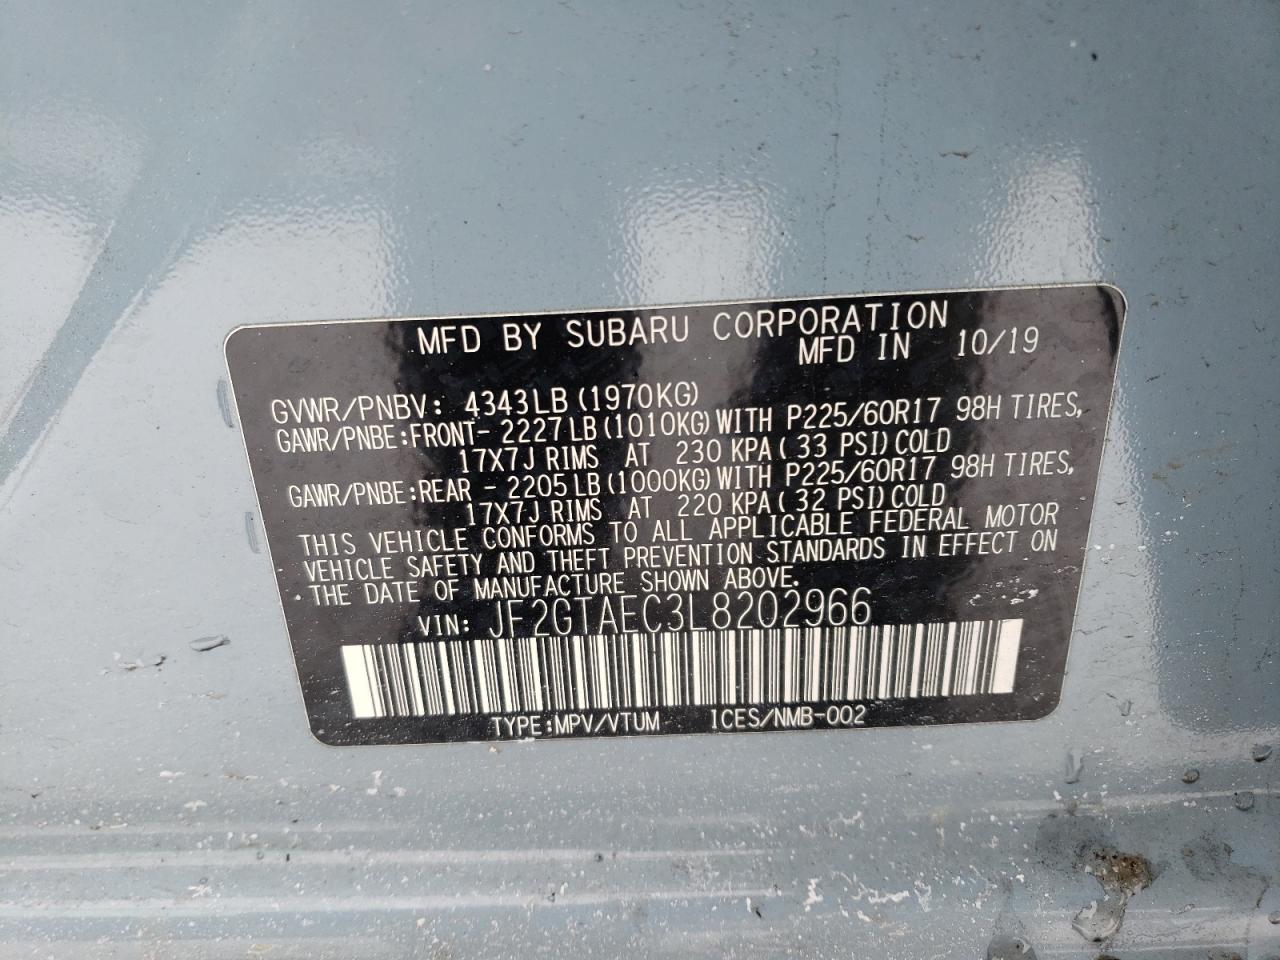 MFD BY SUBARU CORPORATION
MFD IN 10/19
GVWR/PNBV: 4343LB(1970KG)
GAWR/PNBE:FRONT- 2227LB(1010KG)WITH P225/60R17 98H TIRES,
17X7J RIMS AT 230 KPA( 33 PSI)COLD
GAWR/PNBE:REAR - 2205LB(1000KG)WITH P225/60R17 98H TIRES,
17X7J RIMS AT 220 KPA( 32 PSI)COLD
THIS VEHICLE CONFORMS TO ALL APPLICABLE FEDERAL MOTOR
VEHICLE SAFETY AND THEFT PREVENTION STANDARDS IN EFFECT ON
THE DATE OF MANUFACTURE SHOWN ABOVE.
VIN: JF2GTAEC3L8202966
TYPE:MPV/VTUM ICES/NMB-002